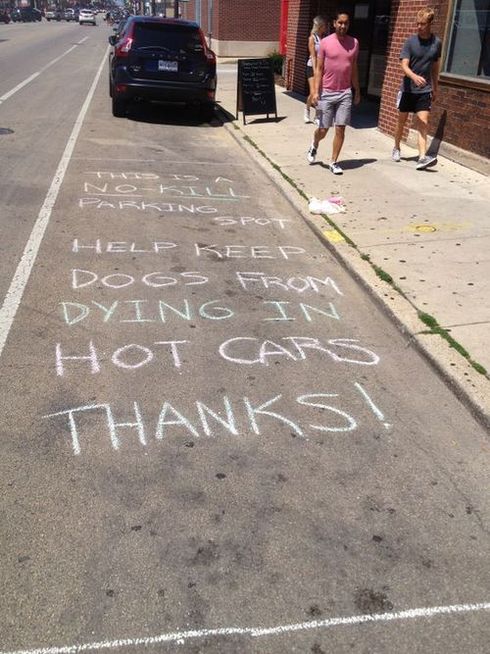 THIS IS A
NO-KILL
PARKING SPOT
HELP KEEP
DOGS FROM
DYING IN
HOT CARS
THANKS!